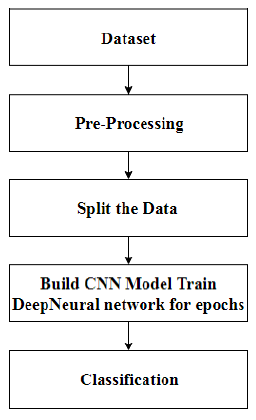 Dataset
Pre-Processing
Split the Data
Build CNN Model Train
DeepNeural network for epochs
Classification